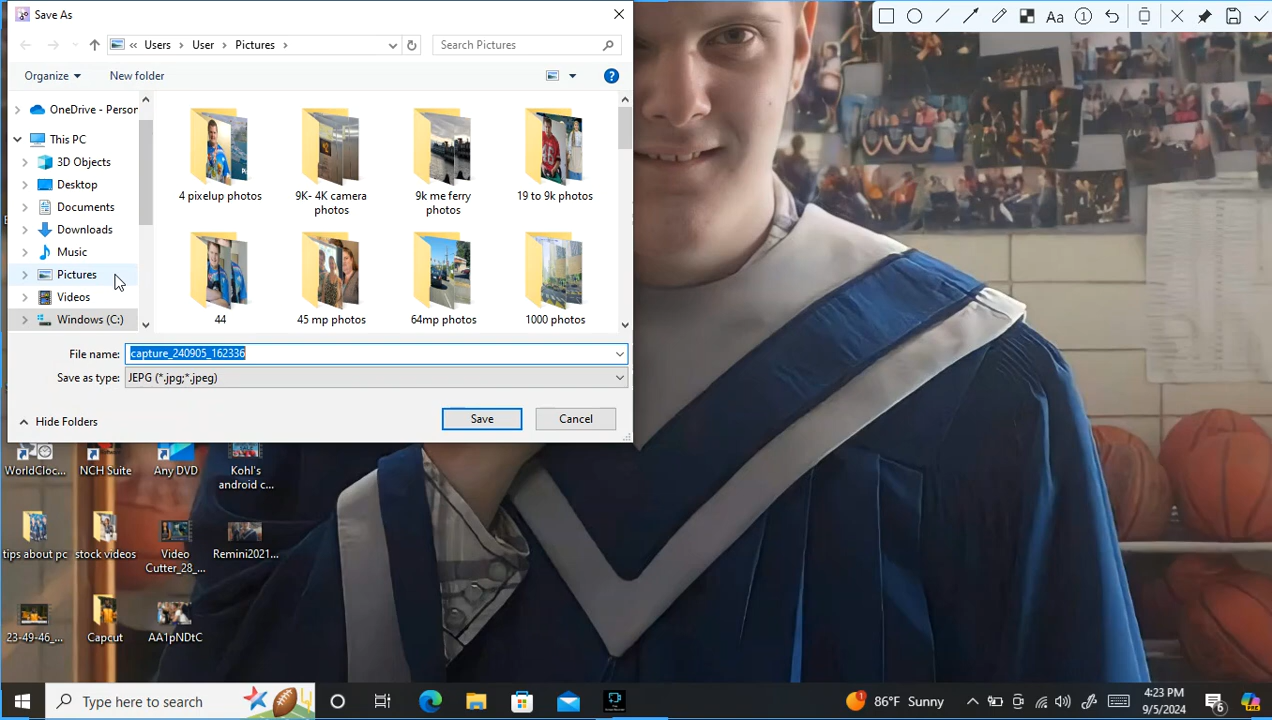 Save As
Users
User
Pictures
Search Pictures
Organize
New folder
OneDrive - Person
This PC
3D Objects
Desktop
Documents
Downloads
Music
Pictures
Videos
Windows (C:)
4 pixelup photos
9K- 4K camera
photos
9k me ferry
photos
19 to 9k photos
44
45 mp photos
64mp photos
1000 photos
File name:
capture_240905_162336
Save as type:
JEPG (*.jpg;*.jpeg)
Hide Folders
Save
Cancel
Aa
WorldCloc...
NCH Suite
Any DVD
Kohl's
android c...
tips about pc
stock videos
Video
Cutter_28_...
Remini2021...
23-49-46_...
Capcut
AA1pNDtC
Type here to search
86°F Sunny
4:23 PM
9/5/2024
6